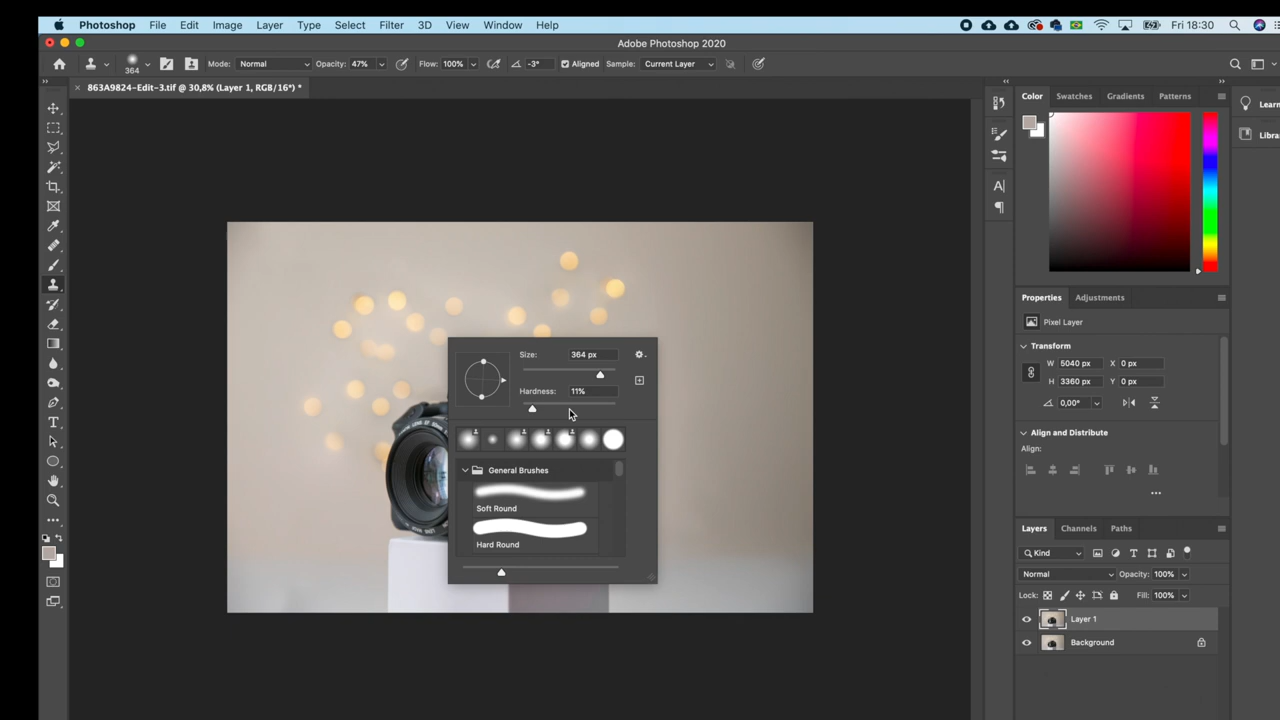 Photoshop File Edit Image Layer Type Select Filter 3D View Window Help Fri 18:30
Adobe Photoshop 2020
364 Mode: Normal Opacity: 47% Flow: 100% -3° Aligned Sample: Current Layer
863A9824-Edit-3.tif @ 30,8% (Layer 1, RGB/16*) *
Color Swatches Gradients Patterns
Learn
Libra
Properties Adjustments
Pixel Layer
Transform
W 5040 px X 0 px
H 3360 px Y 0 px
0,00°
Align and Distribute
Align:
Size: 364 px
Hardness: 11%
General Brushes
Soft Round
Hard Round
Layers Channels Paths
Kind
Normal Opacity: 100%
Lock: Fill: 100%
Layer 1
Background